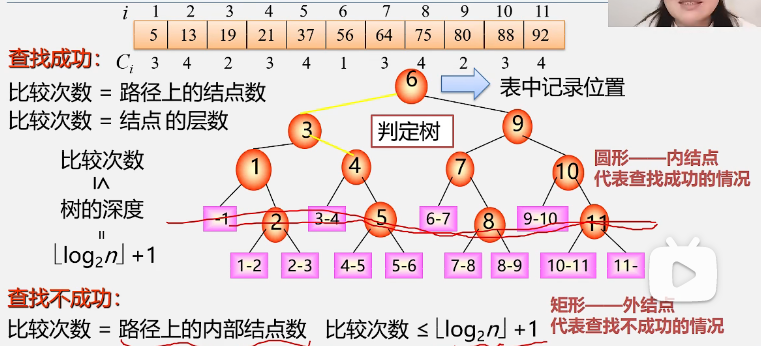 i 1 2 3 4 5 6 7 8 9 10 11
5 13 19 21 37 56 64 75 80 88 92
查找成功: Ci 3 4 2 3 4 1 3 4 2 3 4
比较次数 = 路径上的结点数
比较次数 = 结点的层数
比较次数
≤
树的深度
=
⌊log₂n⌋+1
6
表中记录位置
3 判定树 9
1 4 7 10
圆形——内结点
代表查找成功的情况
-1 2 3-4 5 6-7 8 9-10 11
1-2 2-3 4-5 5-6 7-8 8-9 10-11 11-
查找不成功:
比较次数 = 路径上的内部结点数 比较次数 ≤ ⌊log₂n⌋+1
矩形——外结点
代表查找不成功的情况